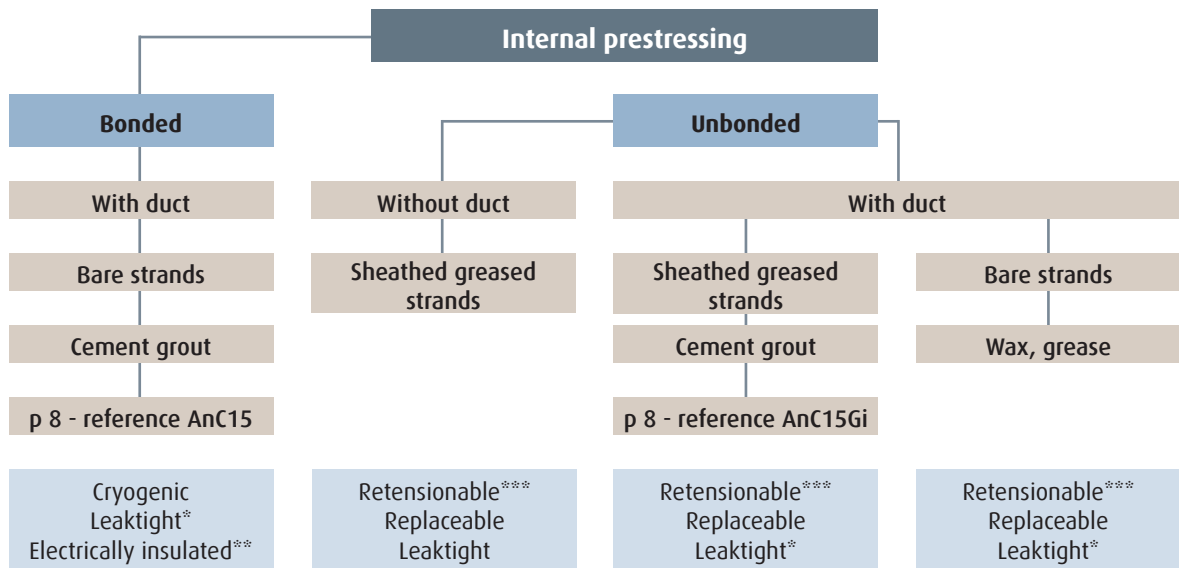 Internal prestressing
Bonded
Unbonded
With duct
Without duct
With duct
Bare strands
Sheathed greased
strands
Sheathed greased
strands
Bare strands
Cement grout
Cement grout
Wax, grease
p 8 - reference AnC15
p 8 - reference AnC15Gi
Cryogenic
Leaktight*
Electrically insulated**
Retensionable***
Replaceable
Leaktight
Retensionable***
Replaceable
Leaktight*
Retensionable***
Replaceable
Leaktight*